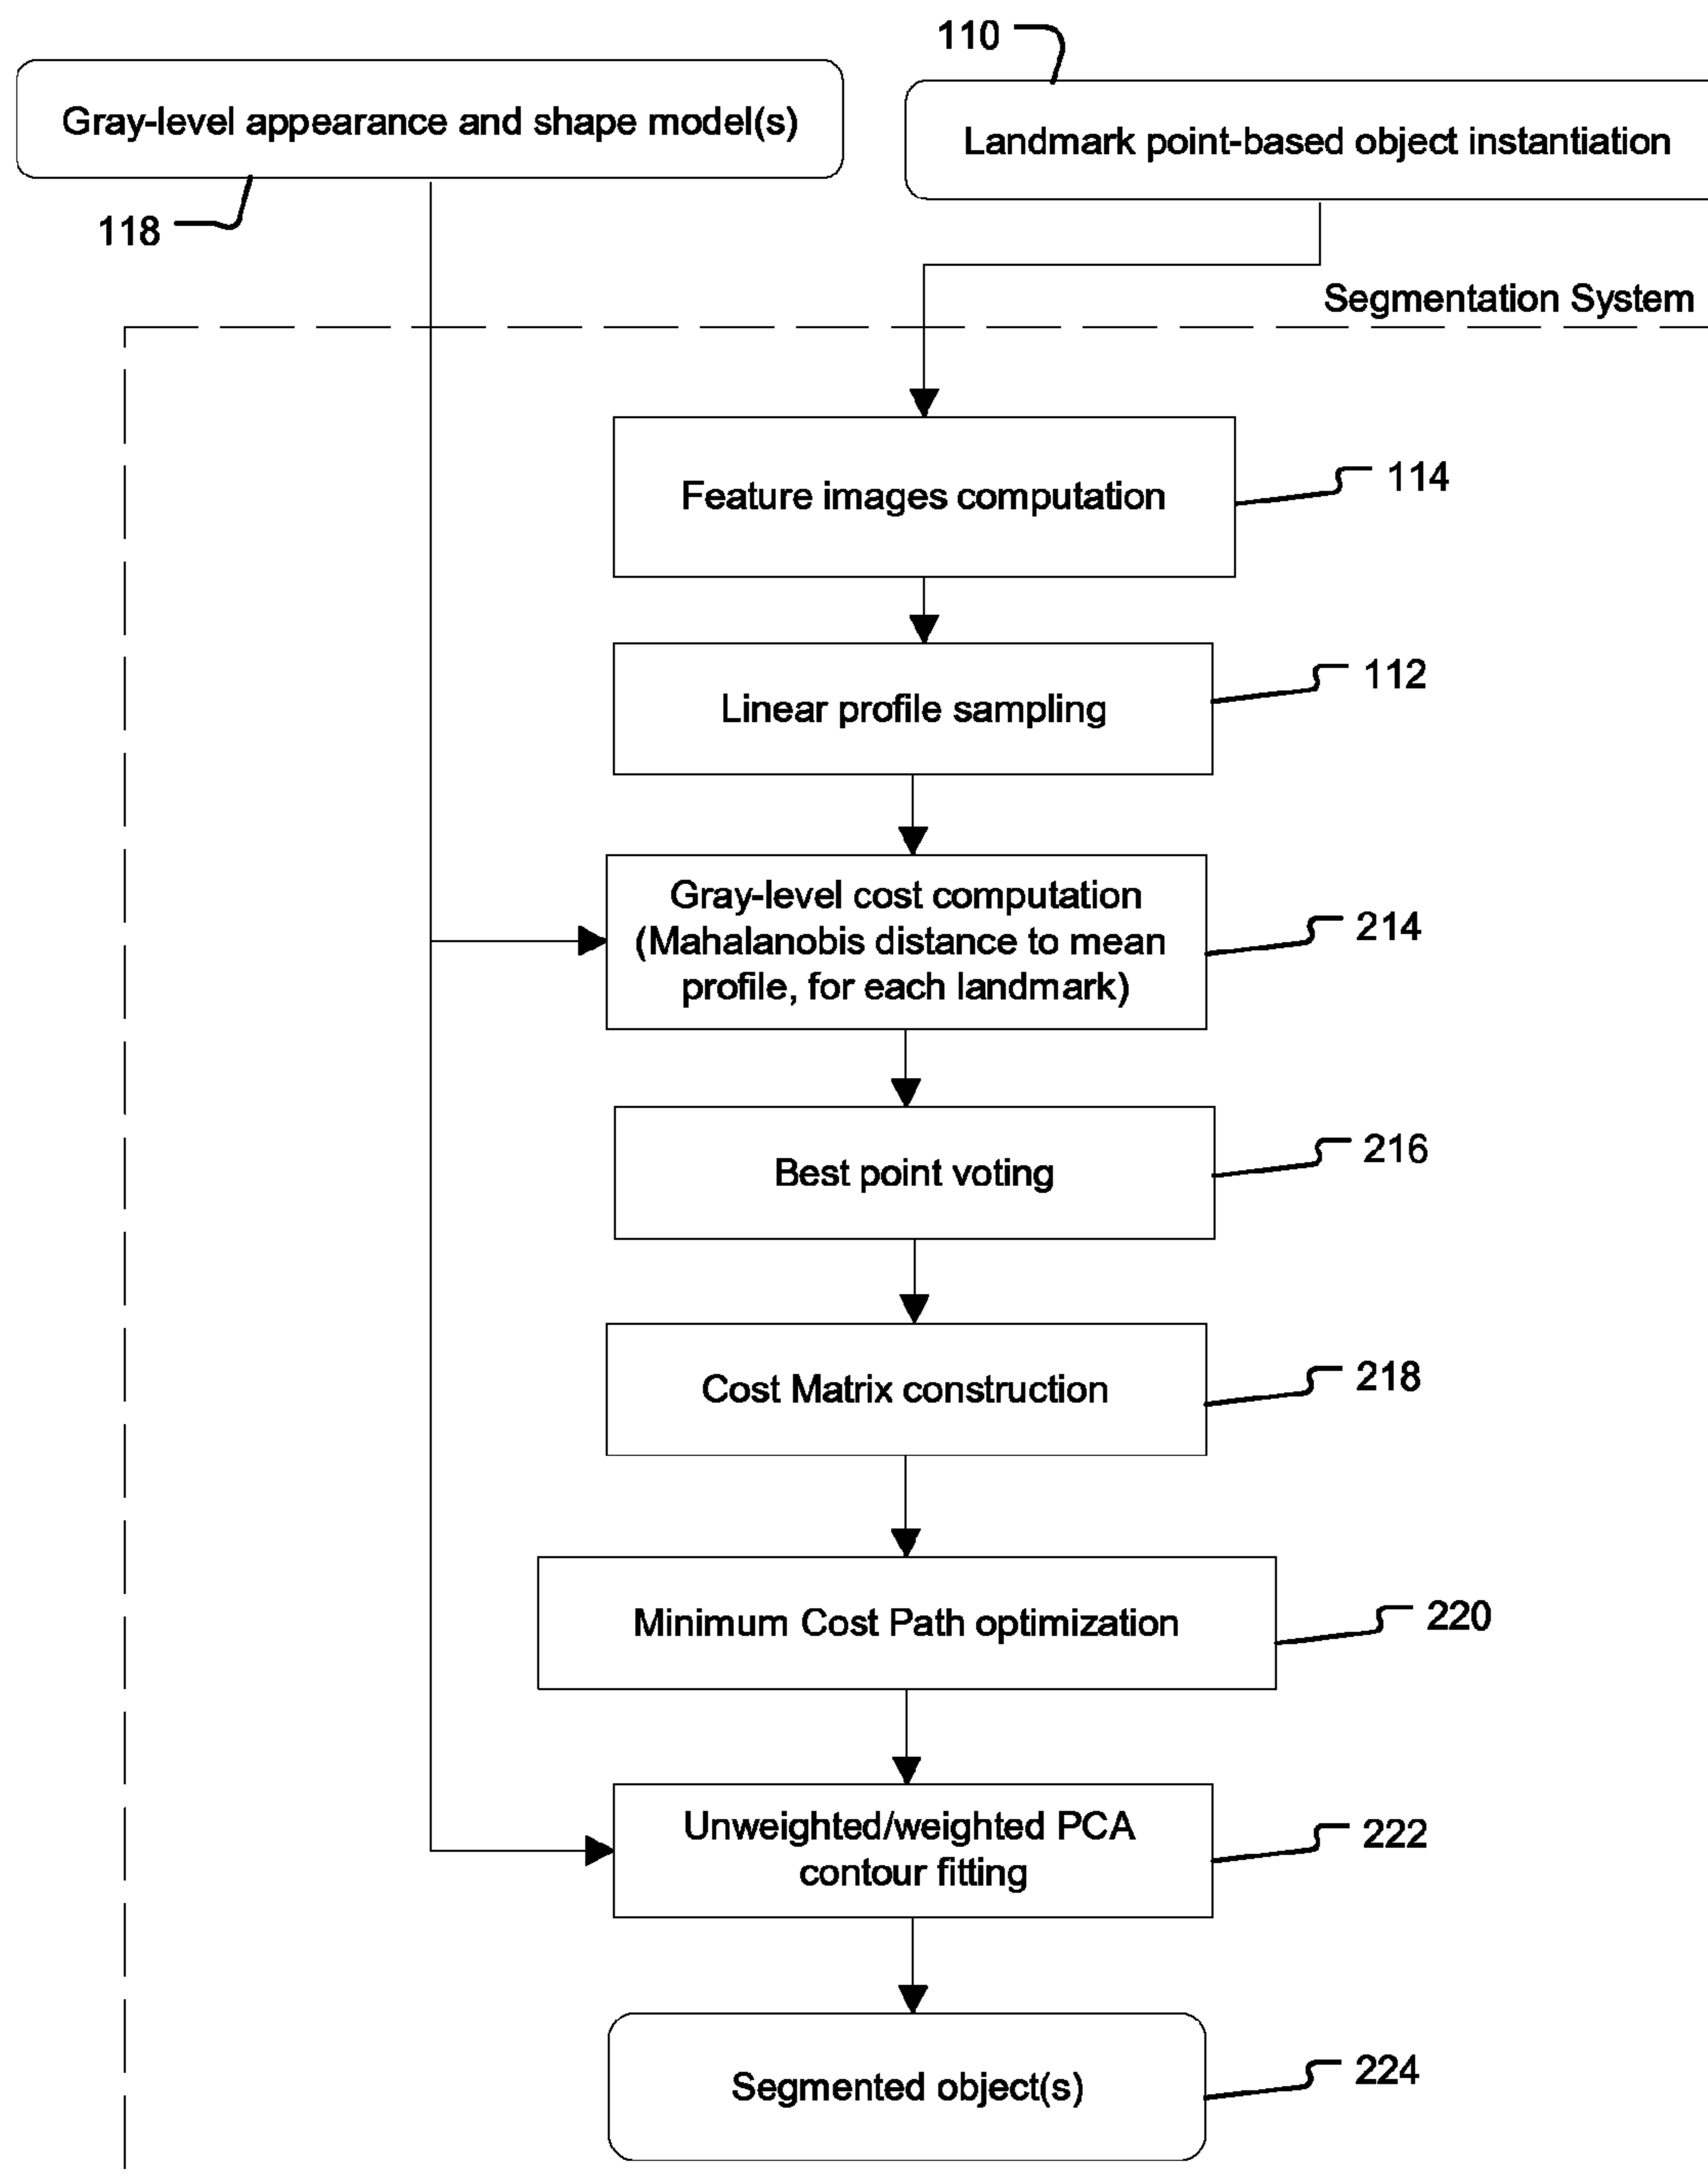 110
Gray-level appearance and shape model(s)
Landmark point-based object instantiation
118
Segmentation System
Feature images computation
114
Linear profile sampling
112
Gray-level cost computation
(Mahalanobis distance to mean
profile, for each landmark)
214
Best point voting
216
Cost Matrix construction
218
Minimum Cost Path optimization
220
Unweighted/weighted PCA
contour fitting
222
Segmented object(s)
224